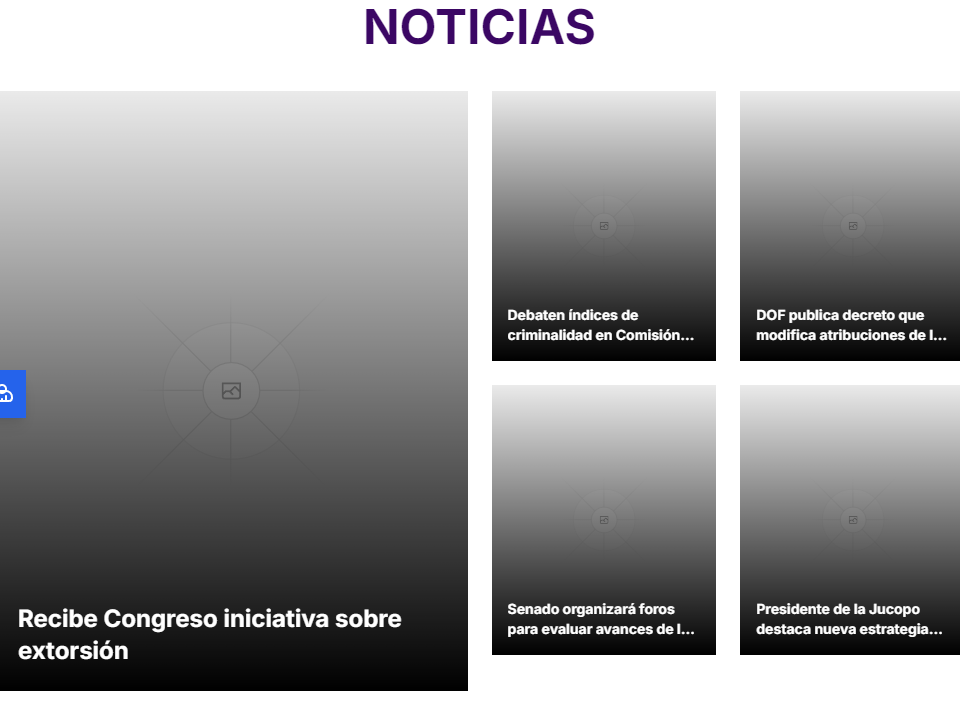 NOTICIAS
Recibe Congreso iniciativa sobre
extorsión
Debaten índices de
criminalidad en Comisión...
DOF publica decreto que
modifica atribuciones de l...
Senado organizará foros
para evaluar avances de l...
Presidente de la Jucopo
destaca nueva estrategia...